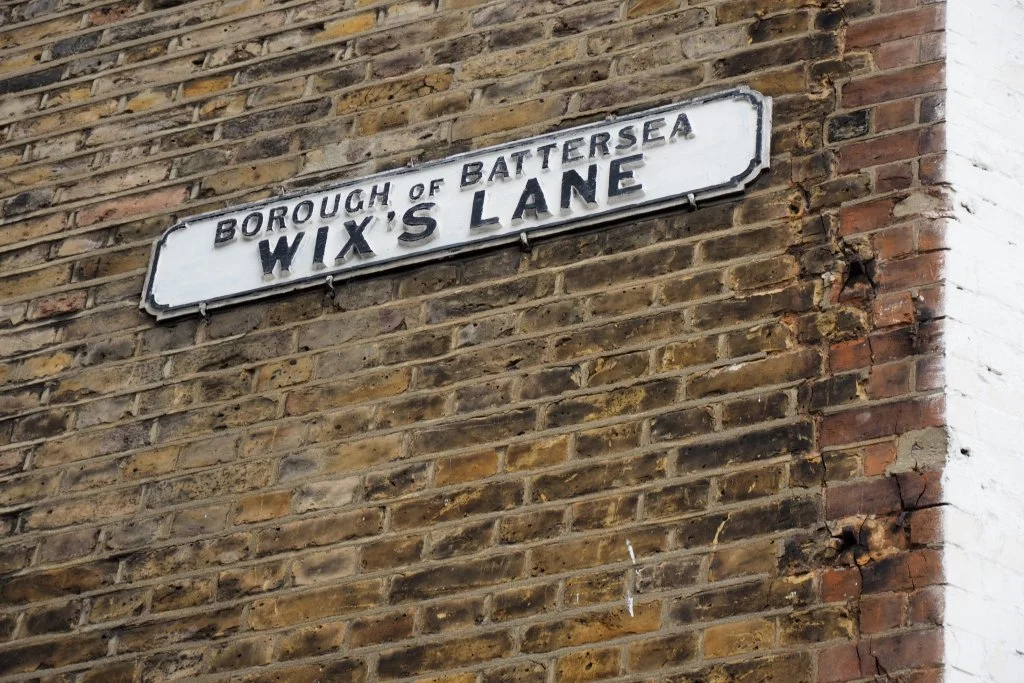 BOROUGH OF BATTERSEA
WIX'S LANE